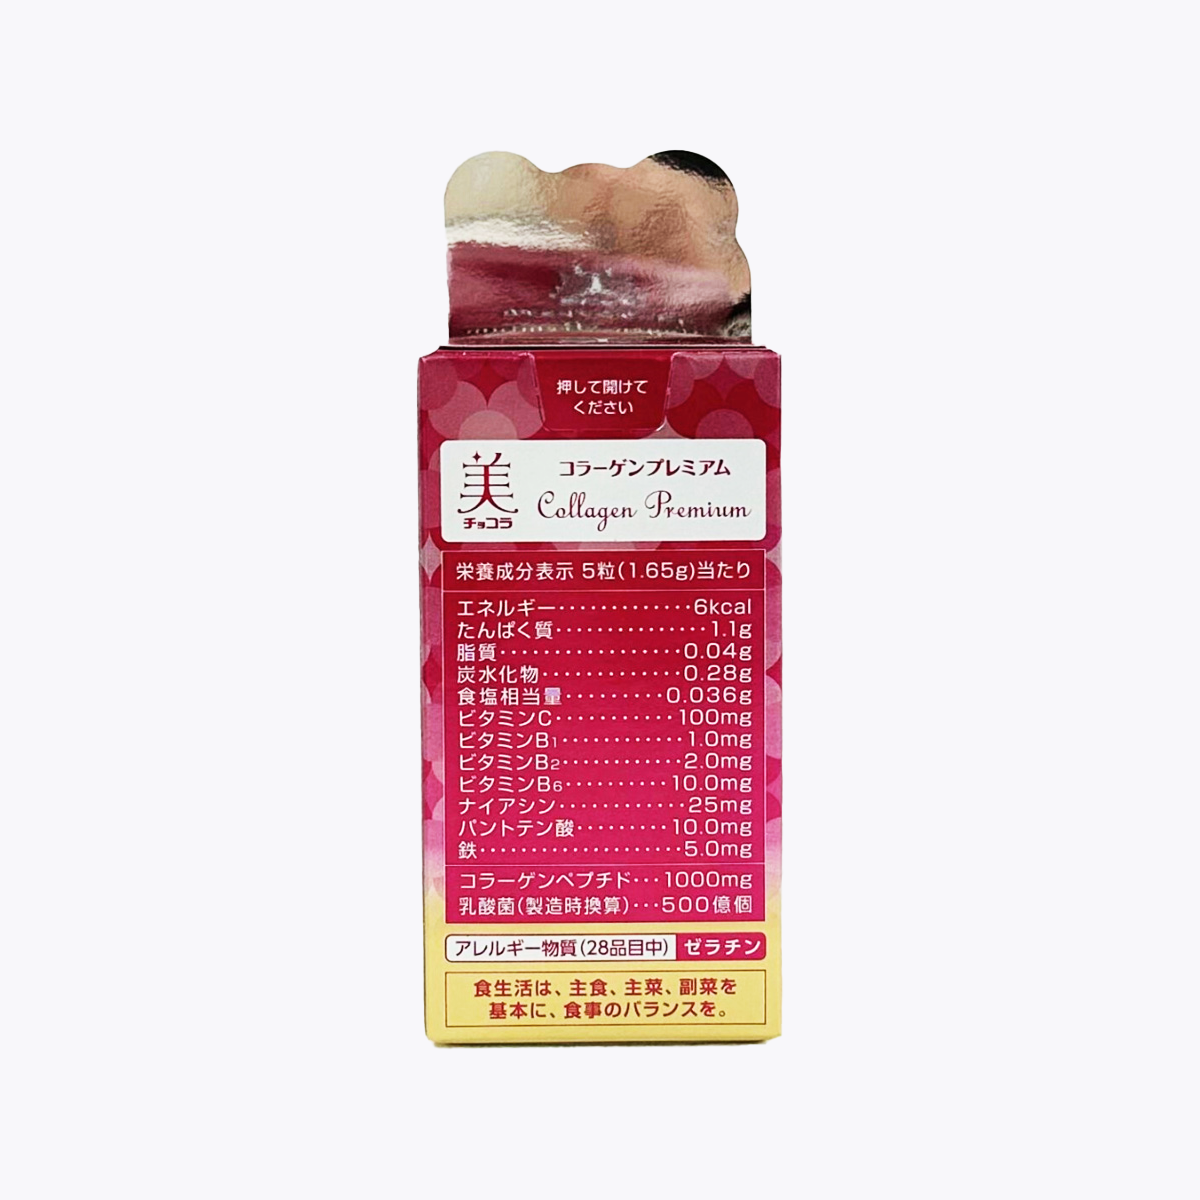 押して開けて
ください
美
チョコラ
コラーゲンプレミアム
Collagen Premium
栄養成分表示 5粒(1.65g)当たり
エネルギー・・・・・・・・・・・・・6kcal
たんぱく質・・・・・・・・・・・・・・・1.1g
脂質・・・・・・・・・・・・・・・・・・0.04g
炭水化物・・・・・・・・・・・・・・0.28g
食塩相当量・・・・・・・・・・0.036g
ビタミンC・・・・・・・・・・・・100mg
ビタミンB₁・・・・・・・・・・・・1.0mg
ビタミンB₂・・・・・・・・・・・・2.0mg
ビタミンB₆・・・・・・・・・・10.0mg
ナイアシン・・・・・・・・・・・・25mg
パントテン酸・・・・・・・・・10.0mg
鉄・・・・・・・・・・・・・・・・・・・・5.0mg
コラーゲンペプチド・・・1000mg
乳酸菌(製造時換算)・・・500億個
アレルギー物質(28品目中) ゼラチン
食生活は、主食、主菜、副菜を
基本に、食事のバランスを。